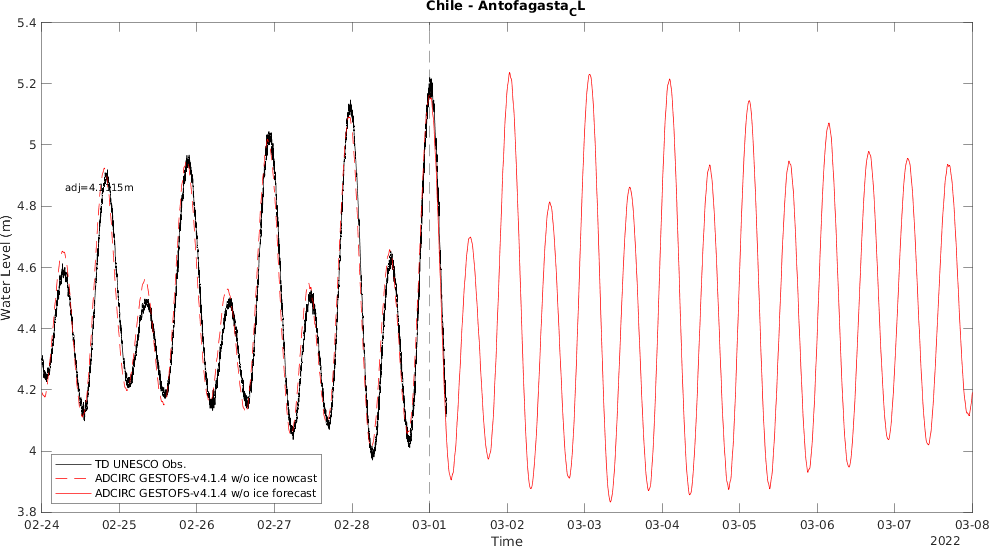 Chile - Antofagasta_CL
5.4
5.2
5
4.8
4.6
4.4
4.2
4
3.8
Water Level (m)
adj=4.1115m
TD UNESCO Obs.
ADCIRC GESTOFS-v4.1.4 w/o ice nowcast
ADCIRC GESTOFS-v4.1.4 w/o ice forecast
02-24 02-25 02-26 02-27 02-28 03-01 03-02 03-03 03-04 03-05 03-06 03-07 03-08
Time
2022